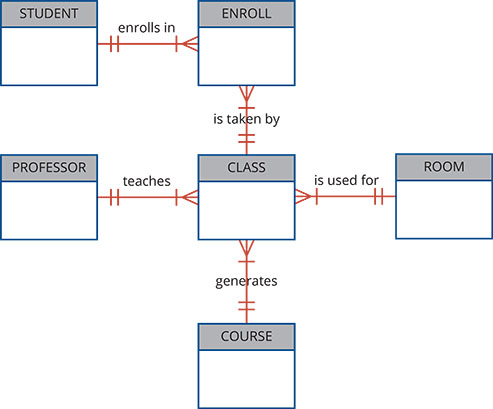 STUDENT
enrolls in
ENROLL
is taken by
PROFESSOR
teaches
CLASS
is used for
ROOM
generates
COURSE